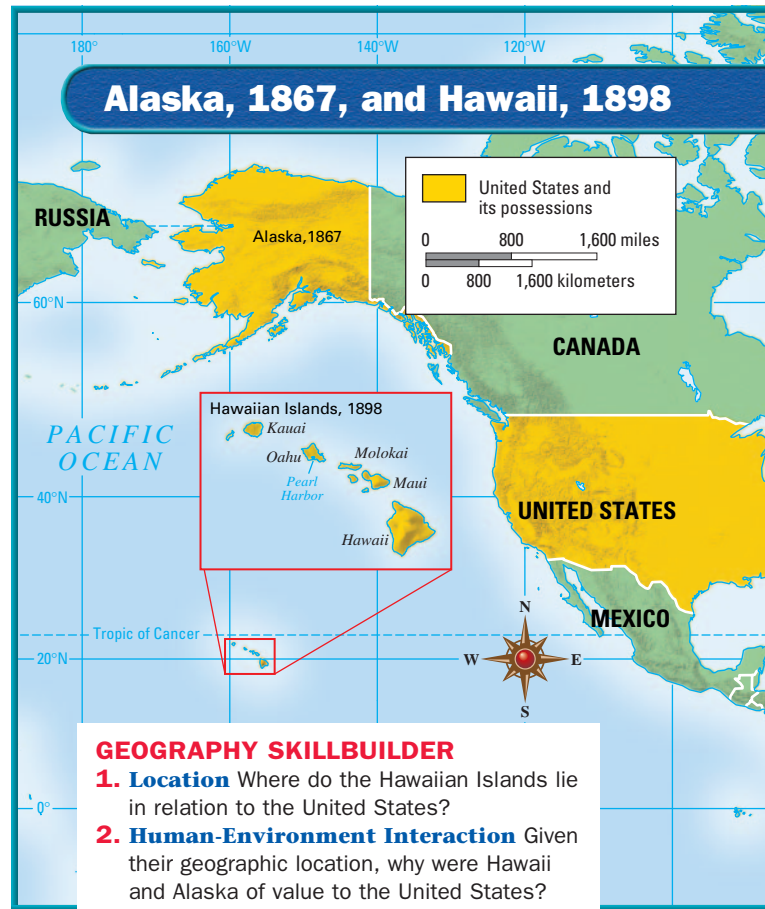 180°
160°W
140°W
120°W
Alaska, 1867, and Hawaii, 1898
United States and
its possessions
0 800 1,600 miles
0 800 1,600 kilometers
RUSSIA
Alaska,1867
60°N
CANADA
Hawaiian Islands, 1898
Kauai
PACIFIC
OCEAN
Oahu
Molokai
Pearl
Harbor
Maui
40°N
UNITED STATES
Hawaii
N
MEXICO
Tropic of Cancer
20°N
W E
S
GEOGRAPHY SKILLBUILDER
1. Location Where do the Hawaiian Islands lie
in relation to the United States?
0°
2. Human-Environment Interaction Given
their geographic location, why were Hawaii
and Alaska of value to the United States?